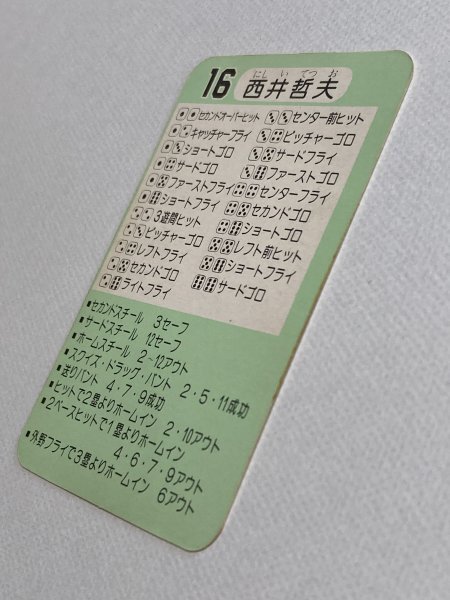 にし い てつ お
16 西井哲夫
セカンドオーバーヒット
キャッチャーフライ
ショートゴロ
サードゴロ
ファーストフライ
ショートフライ
3遊間ヒット
ピッチャーゴロ
レフトフライ
セカンドゴロ
ライトフライ
センター前ヒット
ピッチャーゴロ
サードフライ
ファーストゴロ
センターフライ
セカンドゴロ
ショートゴロ
レフト前ヒット
ショートフライ
サードゴロ
■セカンドスチール 3セーフ
■サードスチール 12セーフ
■ホームスチール 2・12アウト
■スクイズ・ドラッグ・バント 2・5・11成功
■送りバント 4・7・9成功
■ヒットで2塁よりホームイン 2・10アウト
■2ベースヒットで1塁よりホームイン
4・6・7・9アウト
■外野フライで3塁よりホームイン 6アウト